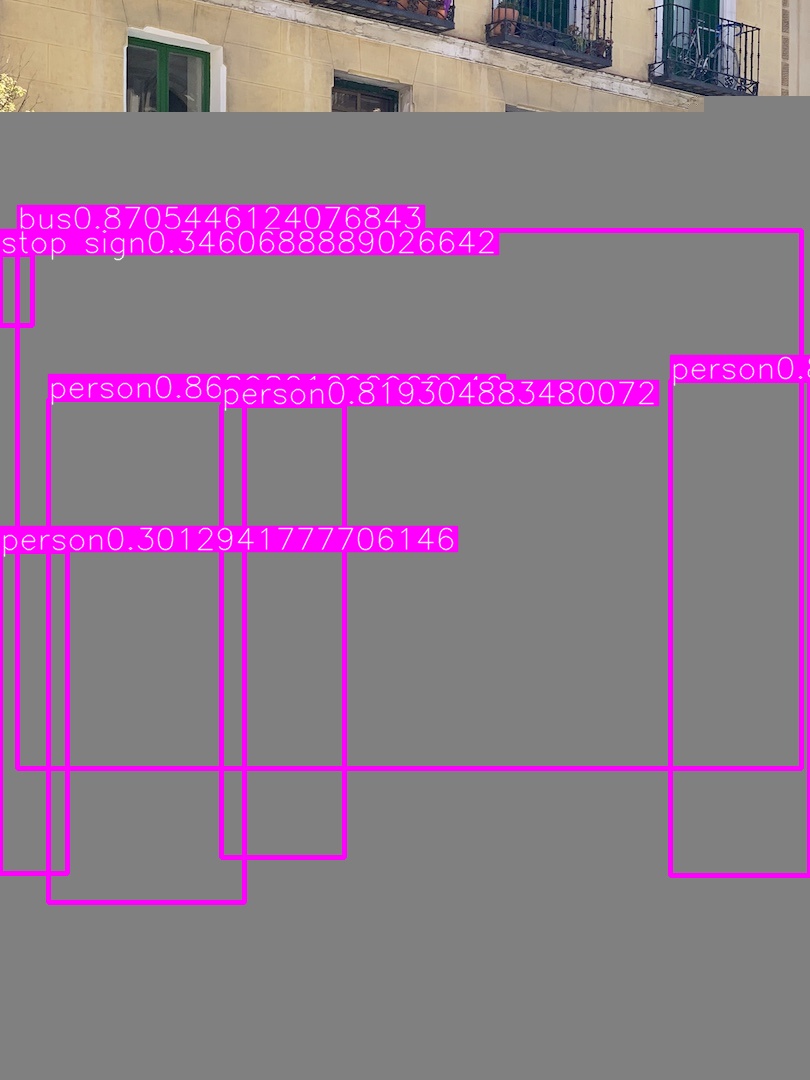 bus0.8705446124076843
stop sign0.3460688889026642
person0.8
person0.86
person0.819304883480072
person0.3012941777706146